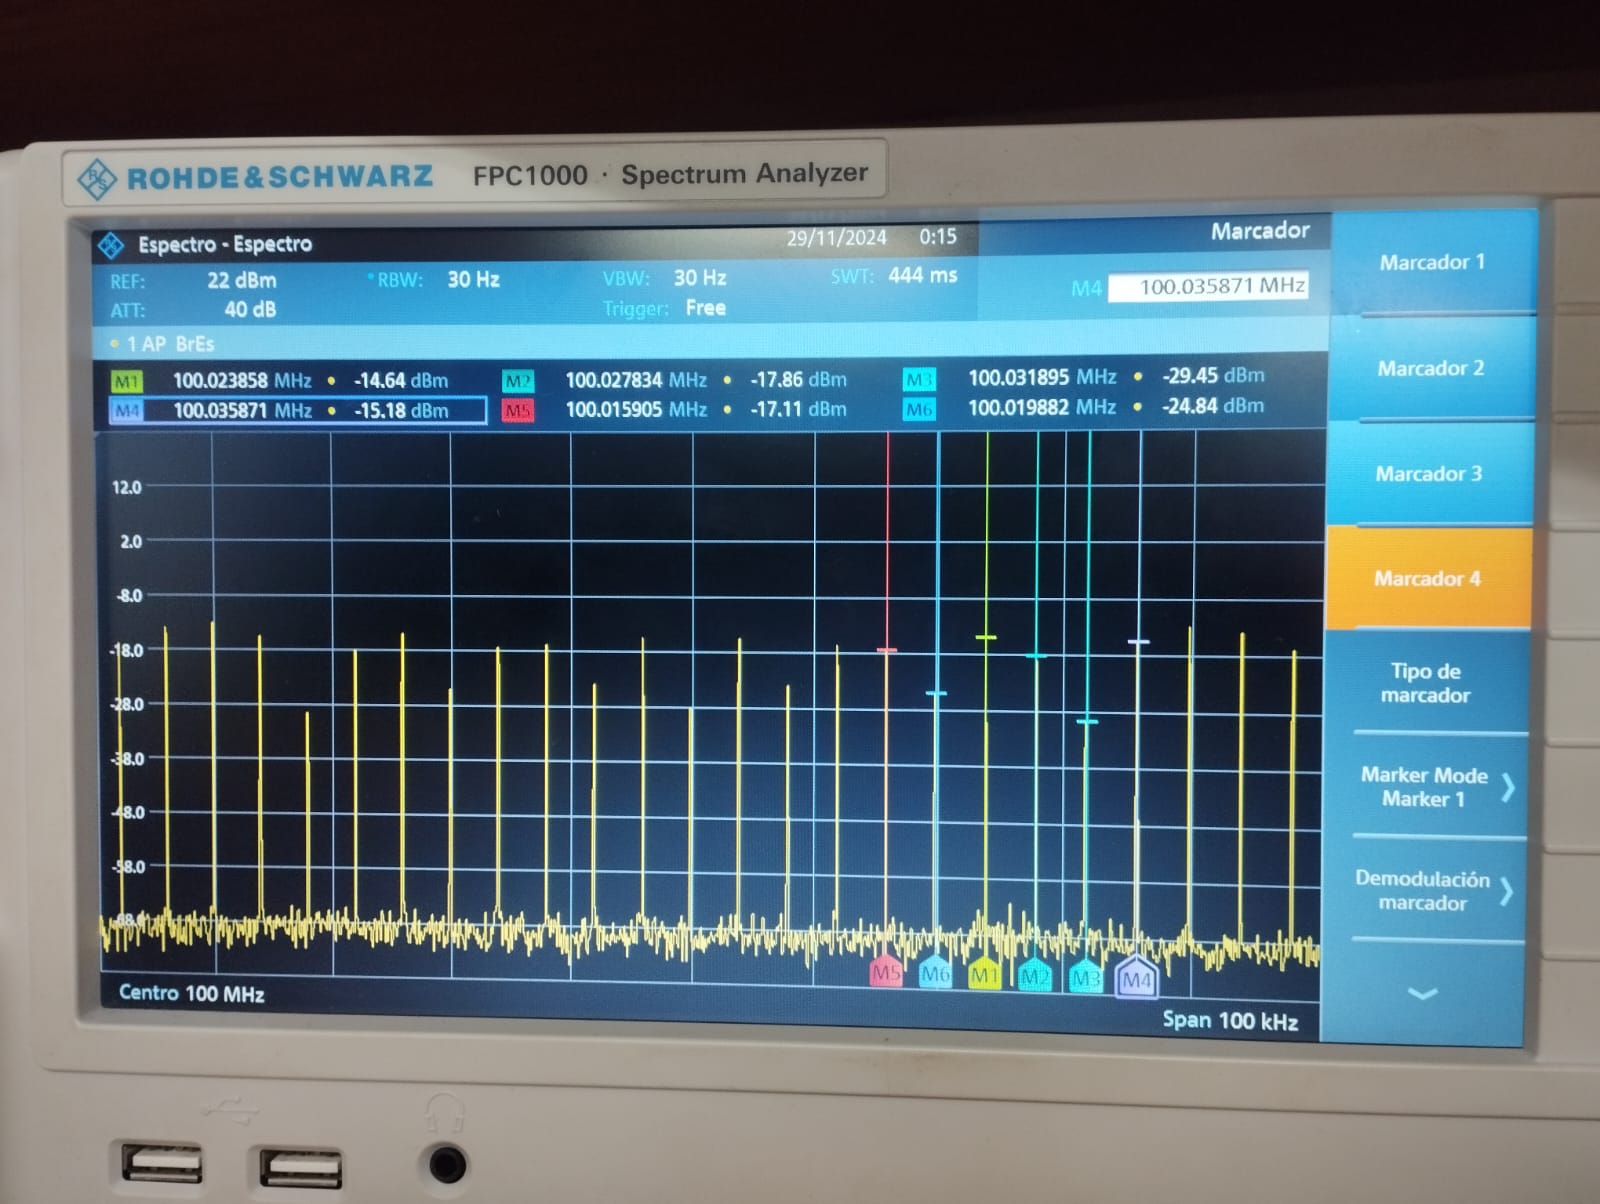 ROHDE&SCHWARZ FPC1000 · Spectrum Analyzer
Espectro - Espectro 29/11/2024 0:15 Marcador
REF: 22 dBm RBW: 30 Hz VBW: 30 Hz SWT: 444 ms M4 100.035871 MHz
ATT: 40 dB Trigger: Free
1 AP BrEs
M1 100.023858 MHz -14.64 dBm M2 100.027834 MHz -17.86 dBm M3 100.031895 MHz -29.45 dBm
M4 100.035871 MHz -15.18 dBm M5 100.015905 MHz -17.11 dBm M6 100.019882 MHz -24.84 dBm
12.0
2.0
-8.0
-18.0
-28.0
-38.0
-48.0
-58.0
-68.0
M5 M6 M1 M2 M3 M4
Centro 100 MHz
Span 100 kHz
Marcador 1
Marcador 2
Marcador 3
Marcador 4
Tipo de
marcador
Marker Mode
Marker 1
Demodulación
marcador